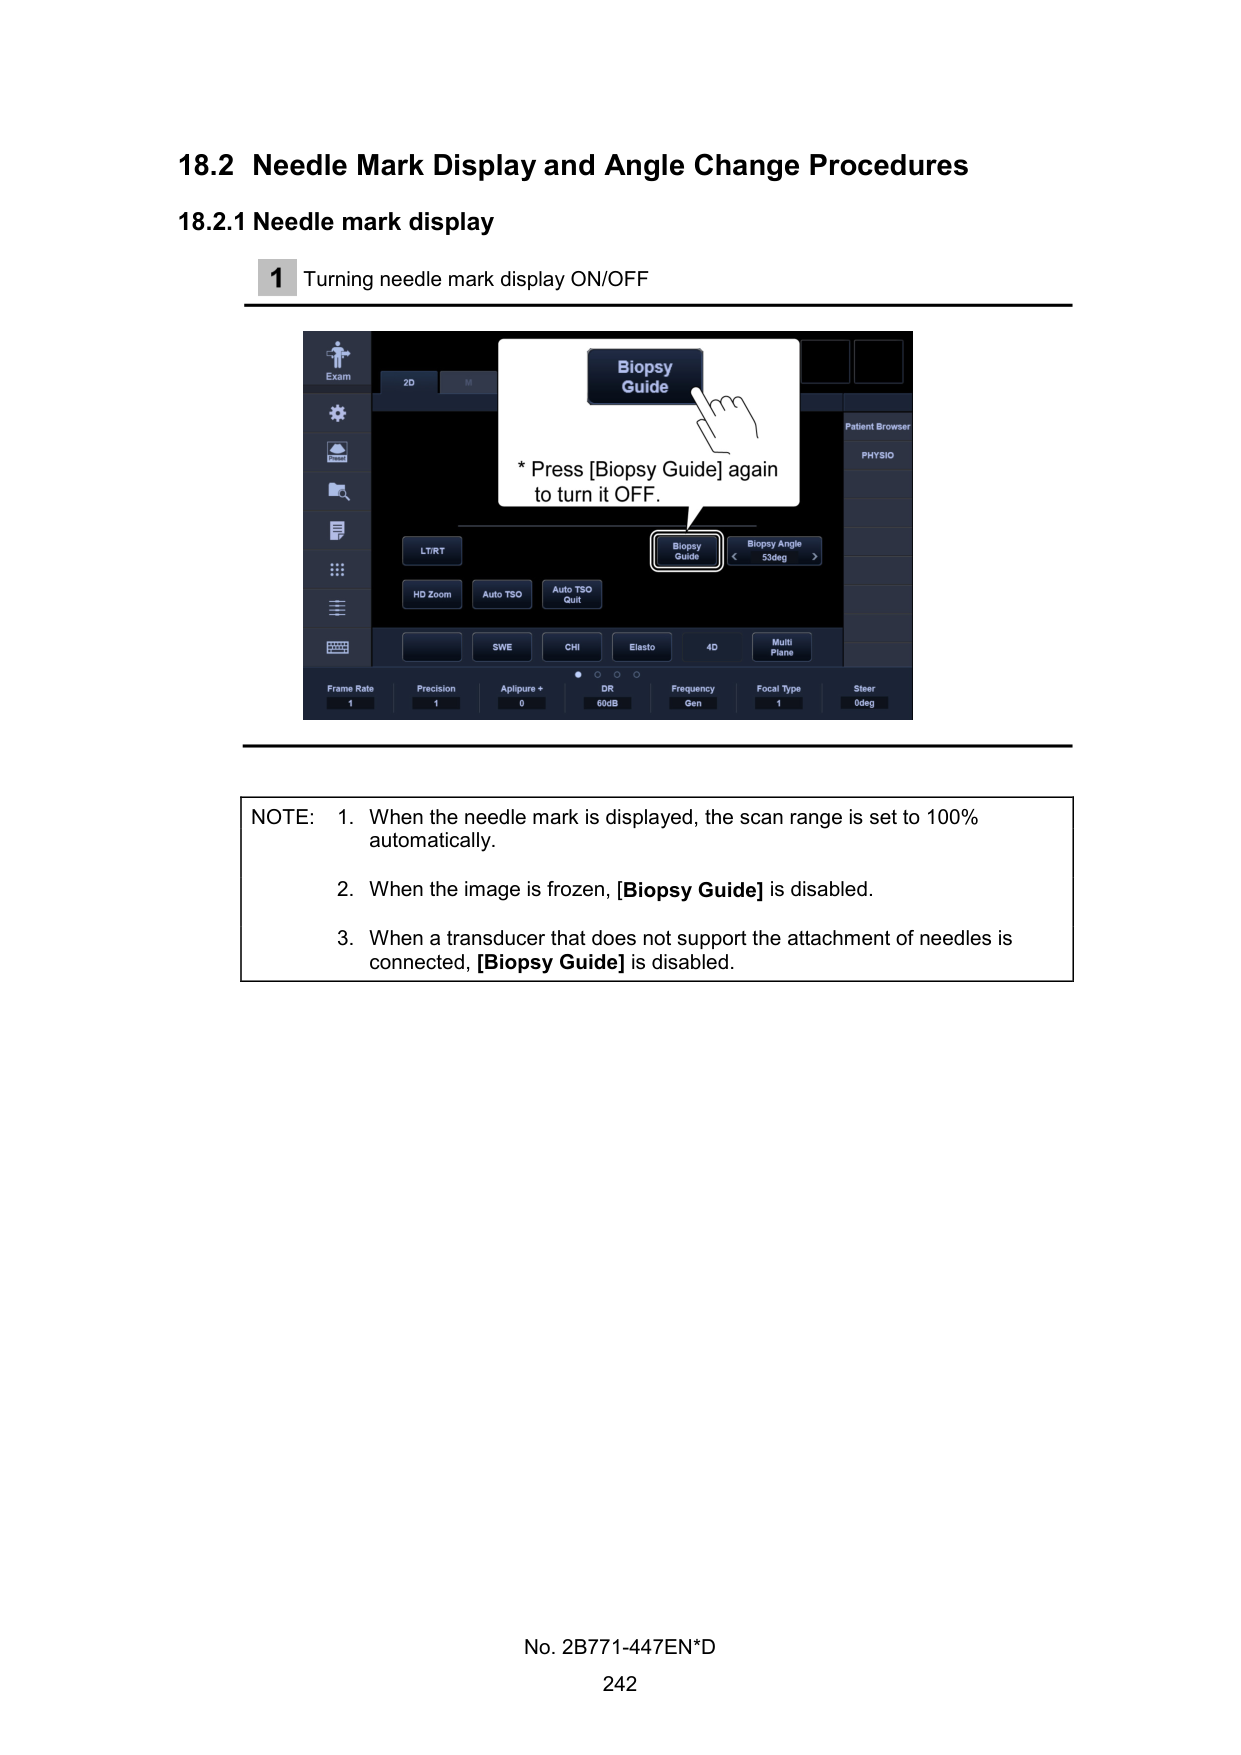 18.2 Needle Mark Display and Angle Change Procedures
18.2.1 Needle mark display
1 Turning needle mark display ON/OFF
Exam
2D
M
Biopsy
Guide
* Press [Biopsy Guide] again
to turn it OFF.
Patient Browser
PHYSIO
Preset
LT/RT
Biopsy
Guide
Biopsy Angle
< 53deg >
HD Zoom
Auto TSO
Auto TSO
Quit
SWE
CHI
Elasto
4D
Multi
Plane
Frame Rate Precision Aplipure + DR Frequency Focal Type Steer
1 1 0 60dB Gen 1 0deg
NOTE: 1. When the needle mark is displayed, the scan range is set to 100%
automatically.
2. When the image is frozen, [Biopsy Guide] is disabled.
3. When a transducer that does not support the attachment of needles is
connected, [Biopsy Guide] is disabled.
No. 2B771-447EN*D
242